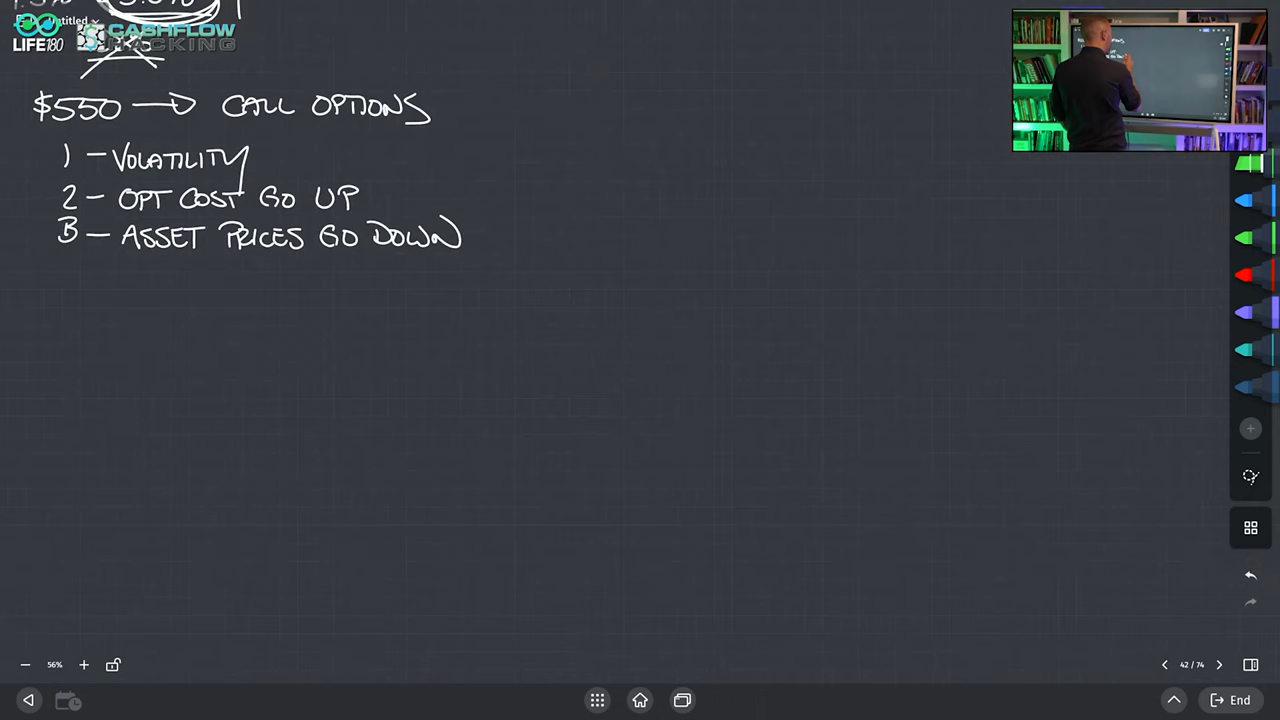 Untitled
LIFE180
CASHFLOW
HACKING
$550 → CALL OPTIONS
1 - VOLATILITY
2 - OPT COST GO UP
3 - ASSET PRICES GO DOWN
56%
42 / 74
End